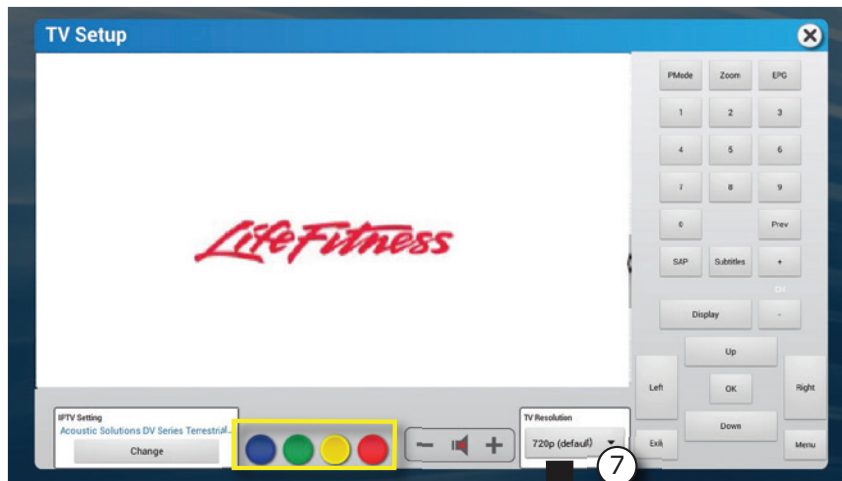 TV Setup
PMode Zoom EPG
1 2 3
4 5 6
7 8 9
0 Prev
SAP Subtitles +
CH
Display -
Up
Left OK Right
Down
Exit Menu
LifeFitness
IPTV Setting
Acoustic Solutions DV Series Terrestrial...
Change
TV Resolution
720p (default)
7